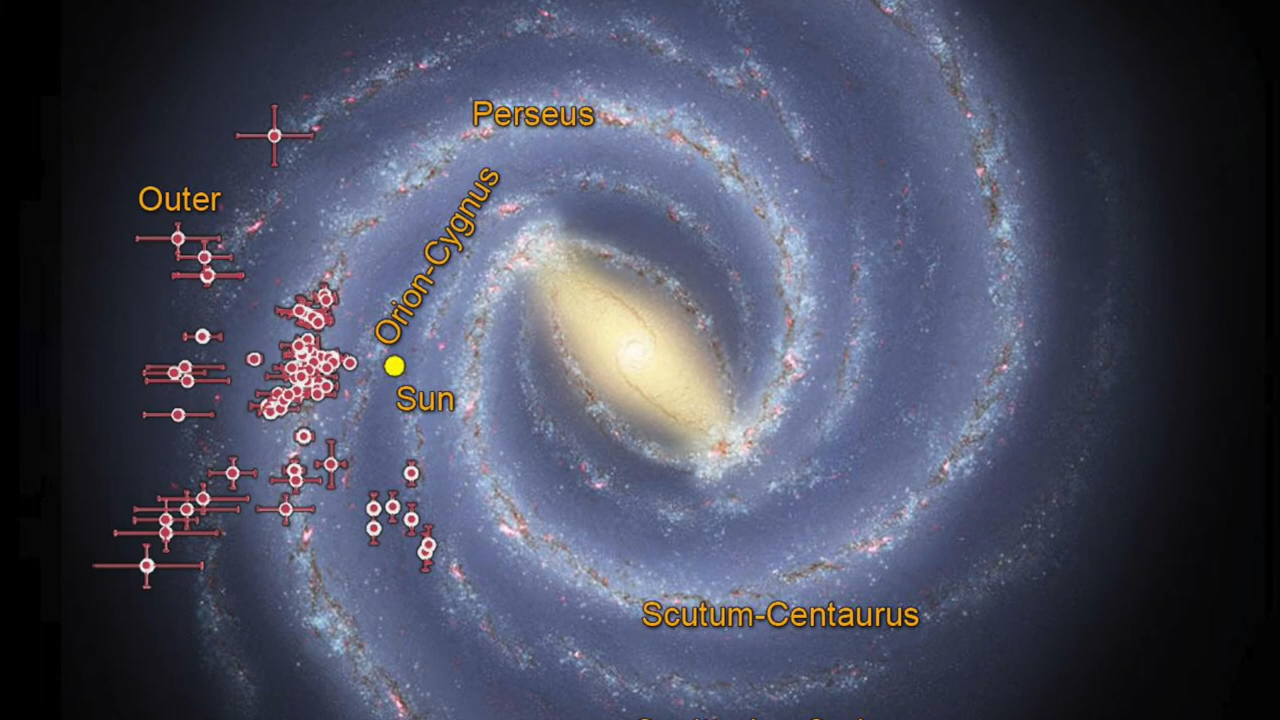 Perseus
Outer
Orion-Cygnus
Sun
Scutum-Centaurus